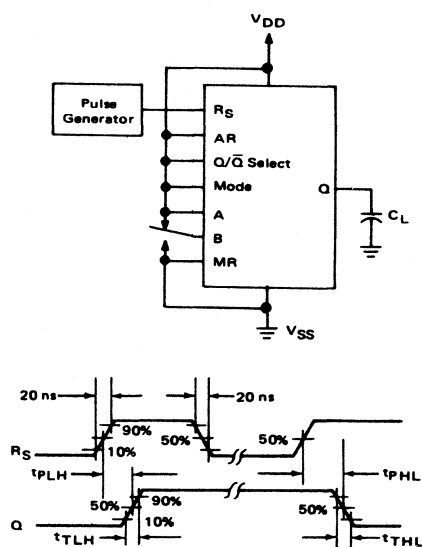 VDD
Pulse
Generator
RS
AR
Q/Q̅ Select
Mode
A
B
MR
Q
CL
VSS
20 ns
20 ns
90%
10%
50%
50%
RS
tPLH
tPHL
50%
90%
10%
50%
Q
tTLH
tTHL